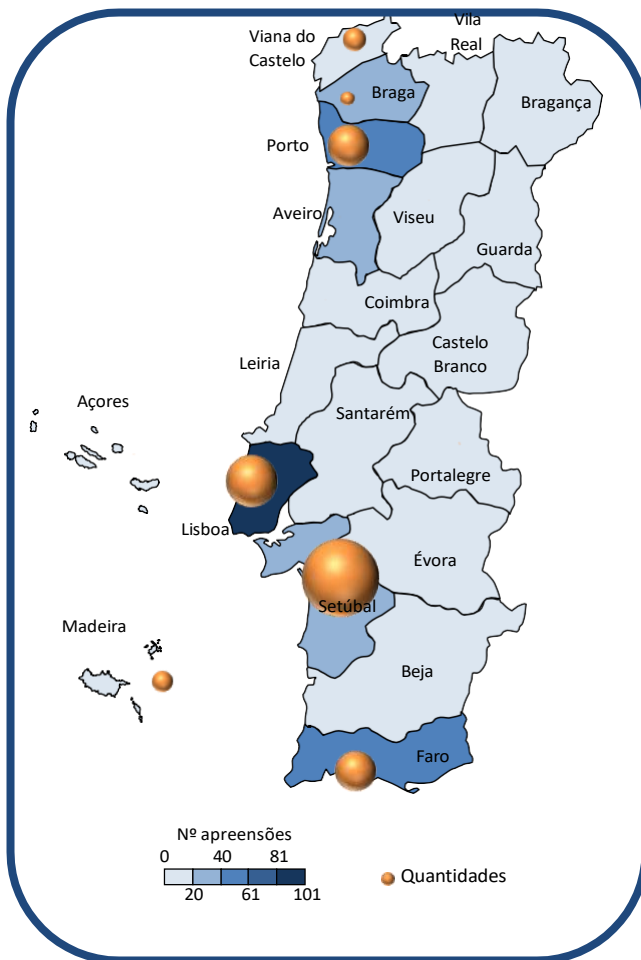 Vila
Real
Viana do
Castelo
Braga
Bragança
Porto
Aveiro
Viseu
Guarda
Coimbra
Castelo
Branco
Leiria
Açores
Santarém
Portalegre
Lisboa
Évora
Setúbal
Madeira
Beja
Faro
Nº apreensões
0 40 81
20 61 101
Quantidades